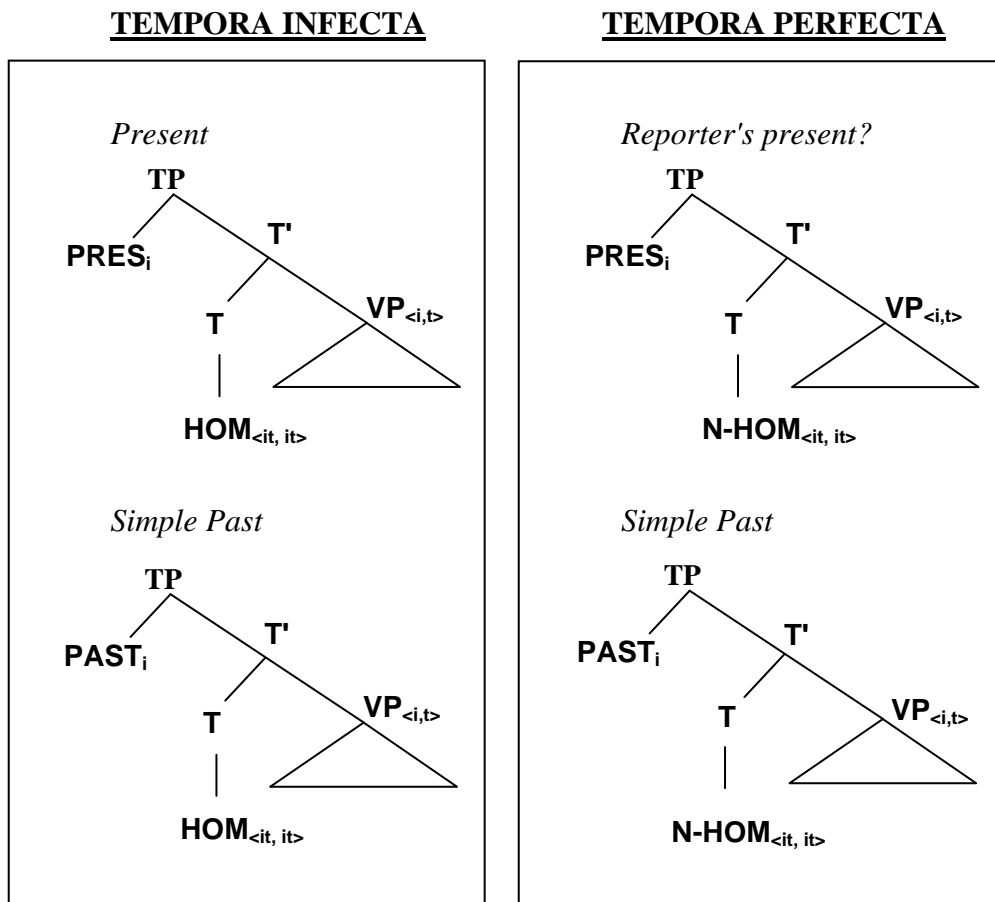 TEMPORA INFECTA
Present
TP
PRESi
T'
T
VP<i,t>
HOM<it, it>
Simple Past
TP
PASTi
T'
T
VP<i,t>
HOM<it, it>
TEMPORA PERFECTA
Reporter's present?
TP
PRESi
T'
T
VP<i,t>
N-HOM<it, it>
Simple Past
TP
PASTi
T'
T
VP<i,t>
N-HOM<it, it>